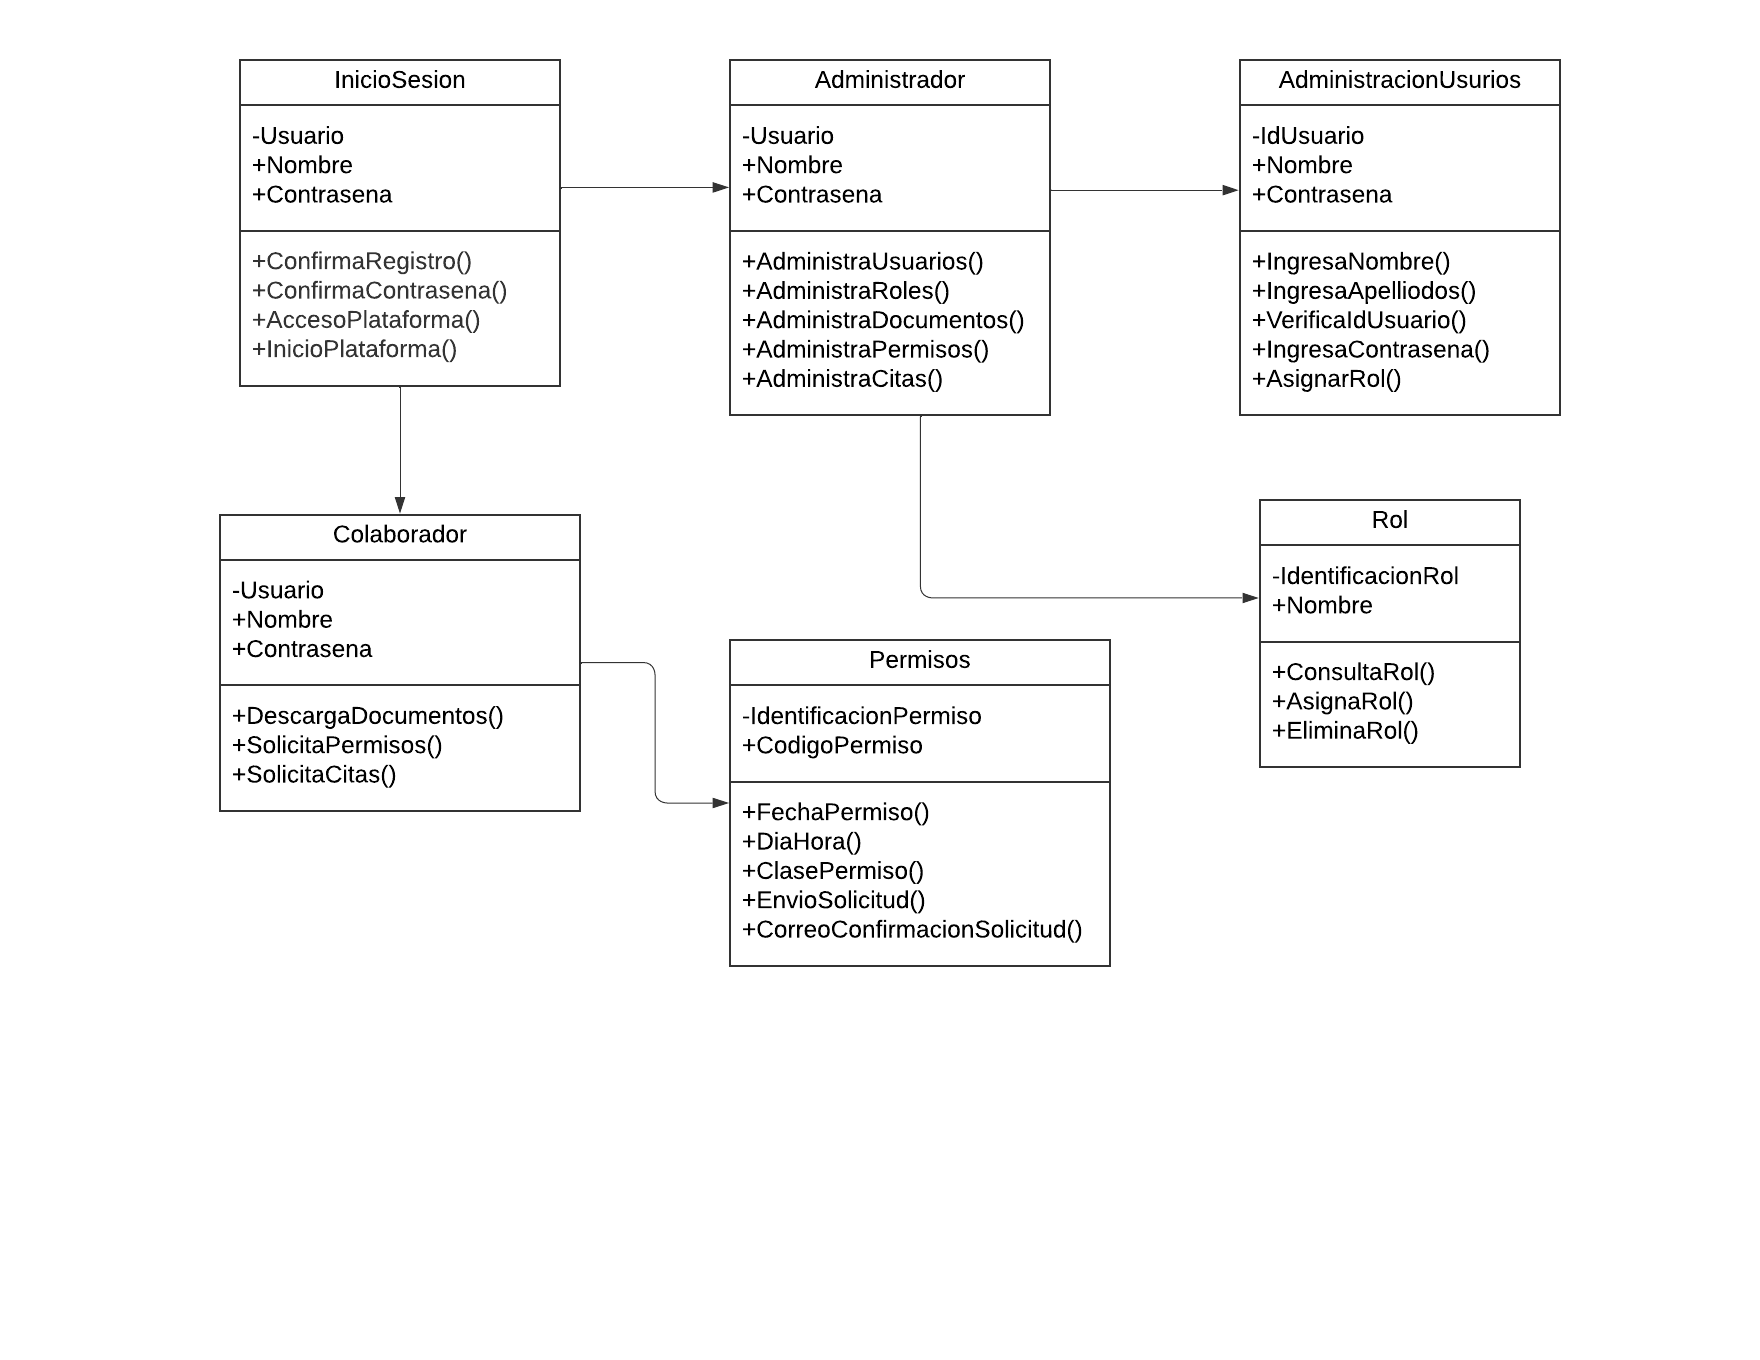 InicioSesion
-Usuario
+Nombre
+Contrasena
+ConfirmaRegistro()
+ConfirmaContrasena()
+AccesoPlataforma()
+InicioPlataforma()
Administrador
-Usuario
+Nombre
+Contrasena
+AdministraUsuarios()
+AdministraRoles()
+AdministraDocumentos()
+AdministraPermisos()
+AdministraCitas()
AdministracionUsurios
-IdUsuario
+Nombre
+Contrasena
+IngresaNombre()
+IngresaApelliodos()
+VerificaIdUsuario()
+IngresaContrasena()
+AsignarRol()
Colaborador
-Usuario
+Nombre
+Contrasena
+DescargaDocumentos()
+SolicitaPermisos()
+SolicitaCitas()
Permisos
-IdentificacionPermiso
+CodigoPermiso
+FechaPermiso()
+DiaHora()
+ClasePermiso()
+EnvioSolicitud()
+CorreoConfirmacionSolicitud()
Rol
-IdentificacionRol
+Nombre
+ConsultaRol()
+AsignaRol()
+EliminaRol()